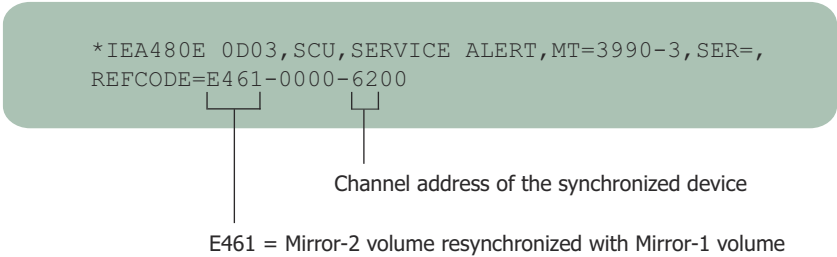 *IEA480E 0D03,SCU,SERVICE ALERT,MT=3990-3,SER=,
REFCODE=E461-0000-6200
Channel address of the synchronized device
E461 = Mirror-2 volume resynchronized with Mirror-1 volume